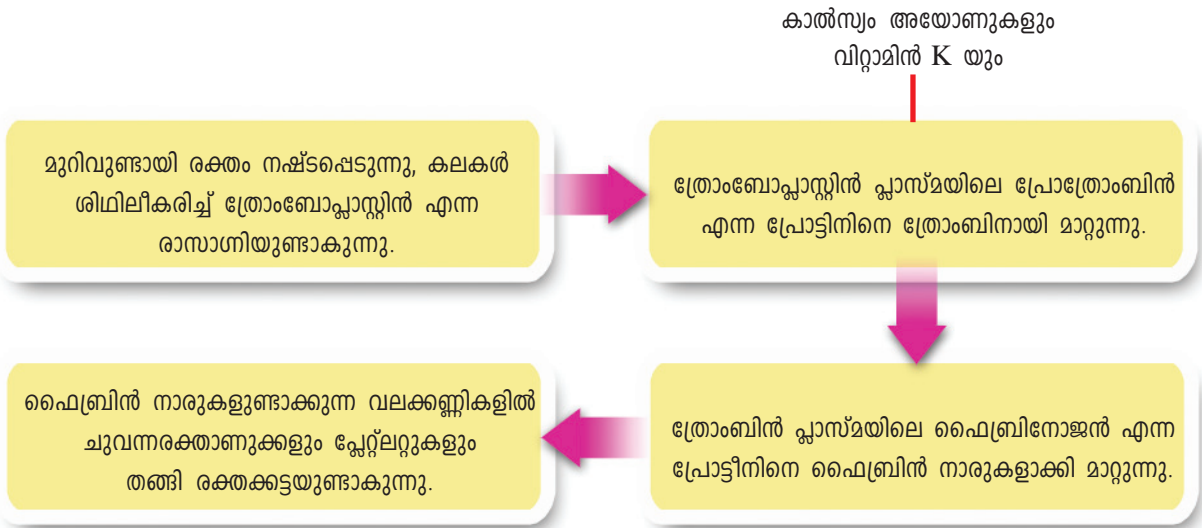 കാൽസ്യം അയോണുകളും
വിറ്റാമിൻ K യും
മുറിവുണ്ടായി രക്തം നഷ്ടപ്പെടുന്നു, കലകൾ
ശിഥിലീകരിച്ച് ത്രോംബോപ്ലാസ്റ്റിൻ എന്ന
രാസാഗ്നിയുണ്ടാകുന്നു.
ത്രോംബോപ്ലാസ്റ്റിൻ പ്ലാസ്മയിലെ പ്രോത്രോംബിൻ
എന്ന പ്രോട്ടിനിനെ ത്രോംബിനായി മാറ്റുന്നു.
ത്രോംബിൻ പ്ലാസ്മയിലെ ഫൈബ്രിനോജൻ എന്ന
പ്രോട്ടീനിനെ ഫൈബ്രിൻ നാരുകളാക്കി മാറ്റുന്നു.
ഫൈബ്രിൻ നാരുകളുണ്ടാക്കുന്ന വലക്കണ്ണികളിൽ
ചുവന്നരക്താണുക്കളും പ്ലേറ്റ്‌ലറ്റുകളും
തങ്ങി രക്തക്കട്ടയുണ്ടാകുന്നു.